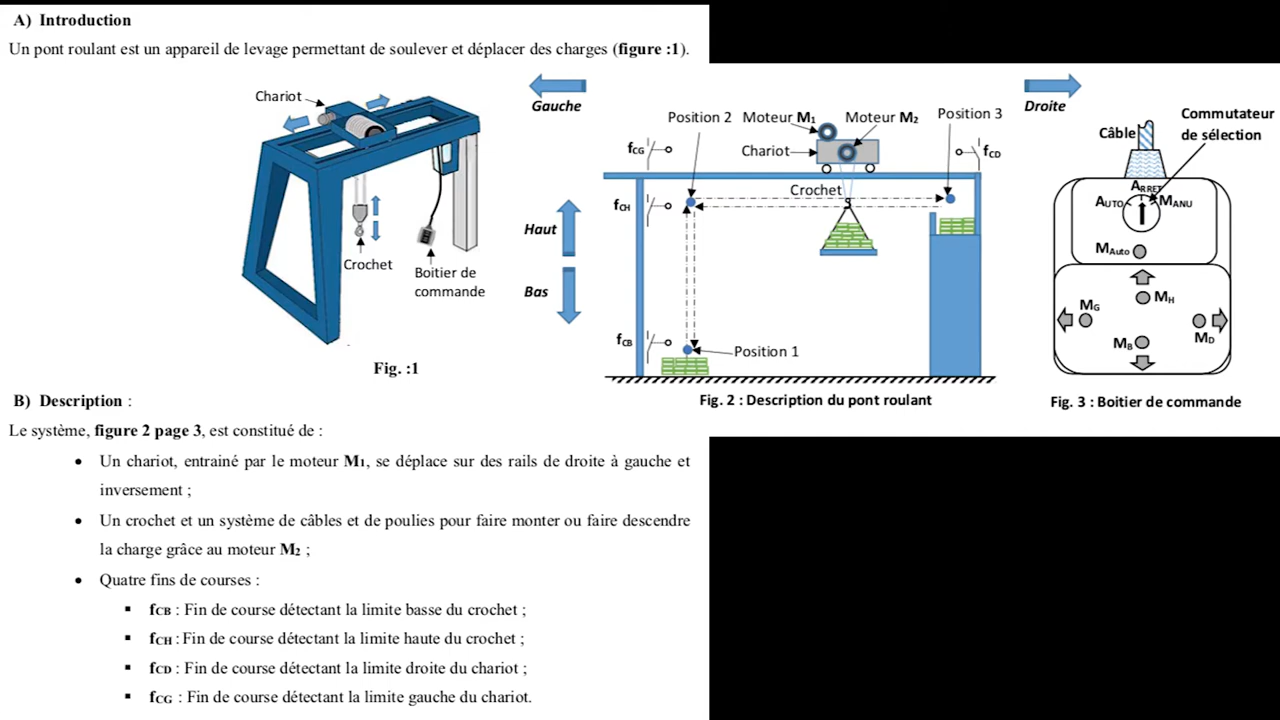 A) Introduction
Un pont roulant est un appareil de levage permettant de soulever et déplacer des charges (figure :1).
Chariot
Crochet
Boitier de
commande
Fig. :1
Gauche
Droite
Haut
Bas
Position 2
Moteur M1
Moteur M2
Position 3
fCG
Chariot
fCD
Crochet
fCH
fCB
Position 1
Fig. 2 : Description du pont roulant
Commutateur
de sélection
Câble
ARRET
AUTO
MANU
MAuto
MH
MG
MD
MB
Fig. 3 : Boitier de commande
B) Description :
Le système, figure 2 page 3, est constitué de :
• Un chariot, entrainé par le moteur M1, se déplace sur des rails de droite à gauche et
inversement ;
• Un crochet et un système de câbles et de poulies pour faire monter ou faire descendre
la charge grâce au moteur M2 ;
• Quatre fins de courses :
▪ fCB : Fin de course détectant la limite basse du crochet ;
▪ fCH : Fin de course détectant la limite haute du crochet ;
▪ fCD : Fin de course détectant la limite droite du chariot ;
▪ fCG : Fin de course détectant la limite gauche du chariot.